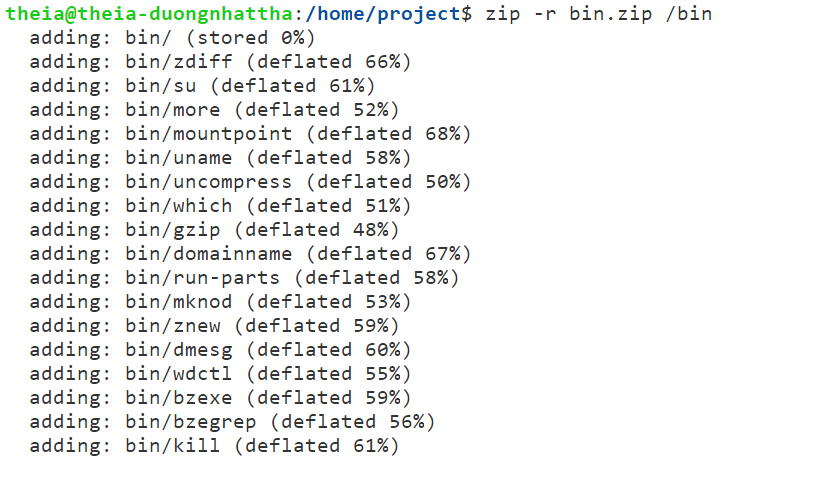 theia@theia-duongnhattha:/home/project$ zip -r bin.zip /bin
  adding: bin/ (stored 0%)
  adding: bin/zdiff (deflated 66%)
  adding: bin/su (deflated 61%)
  adding: bin/more (deflated 52%)
  adding: bin/mountpoint (deflated 68%)
  adding: bin/uname (deflated 58%)
  adding: bin/uncompress (deflated 50%)
  adding: bin/which (deflated 51%)
  adding: bin/gzip (deflated 48%)
  adding: bin/domainname (deflated 67%)
  adding: bin/run-parts (deflated 58%)
  adding: bin/mknod (deflated 53%)
  adding: bin/znew (deflated 59%)
  adding: bin/dmesg (deflated 60%)
  adding: bin/wdctl (deflated 55%)
  adding: bin/bzexe (deflated 59%)
  adding: bin/bzegrep (deflated 56%)
  adding: bin/kill (deflated 61%)